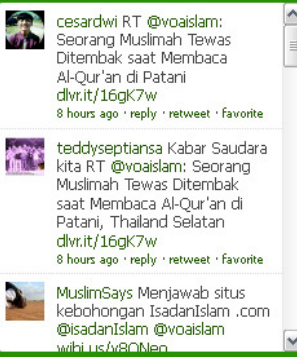 cesardwi RT @voaislam:
Seorang Muslimah Tewas
Ditembak saat Membaca
Al-Qur'an di Patani
dlvr.it/16gK7w
8 hours ago · reply · retweet · favorite
teddyseptiansa Kabar Saudara
kita RT @voaislam: Seorang
Muslimah Tewas Ditembak
saat Membaca Al-Qur'an di
Patani, Thailand Selatan
dlvr.it/16gK7w
8 hours ago · reply · retweet · favorite
MuslimSays Menjawab situs
kebohongan IsadanIslam .com
@isadanIslam @voaislam